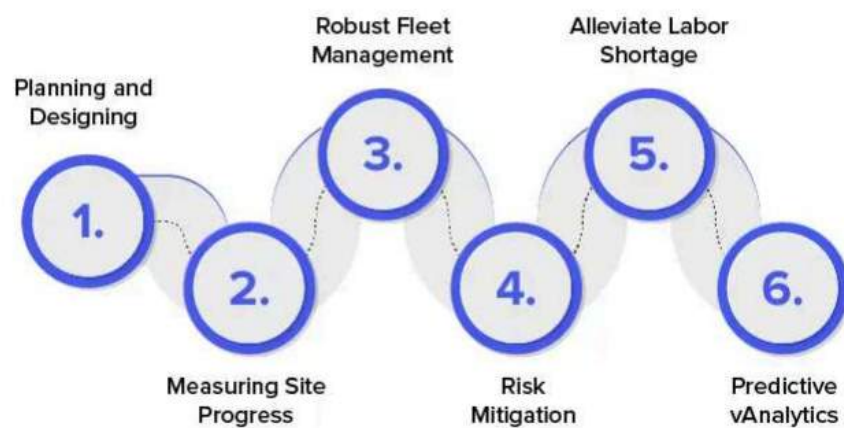 Planning and
Designing
1.
2.
Measuring Site
Progress
Robust Fleet
Management
3.
4.
Risk
Mitigation
Alleviate Labor
Shortage
5.
6.
Predictive
vAnalytics